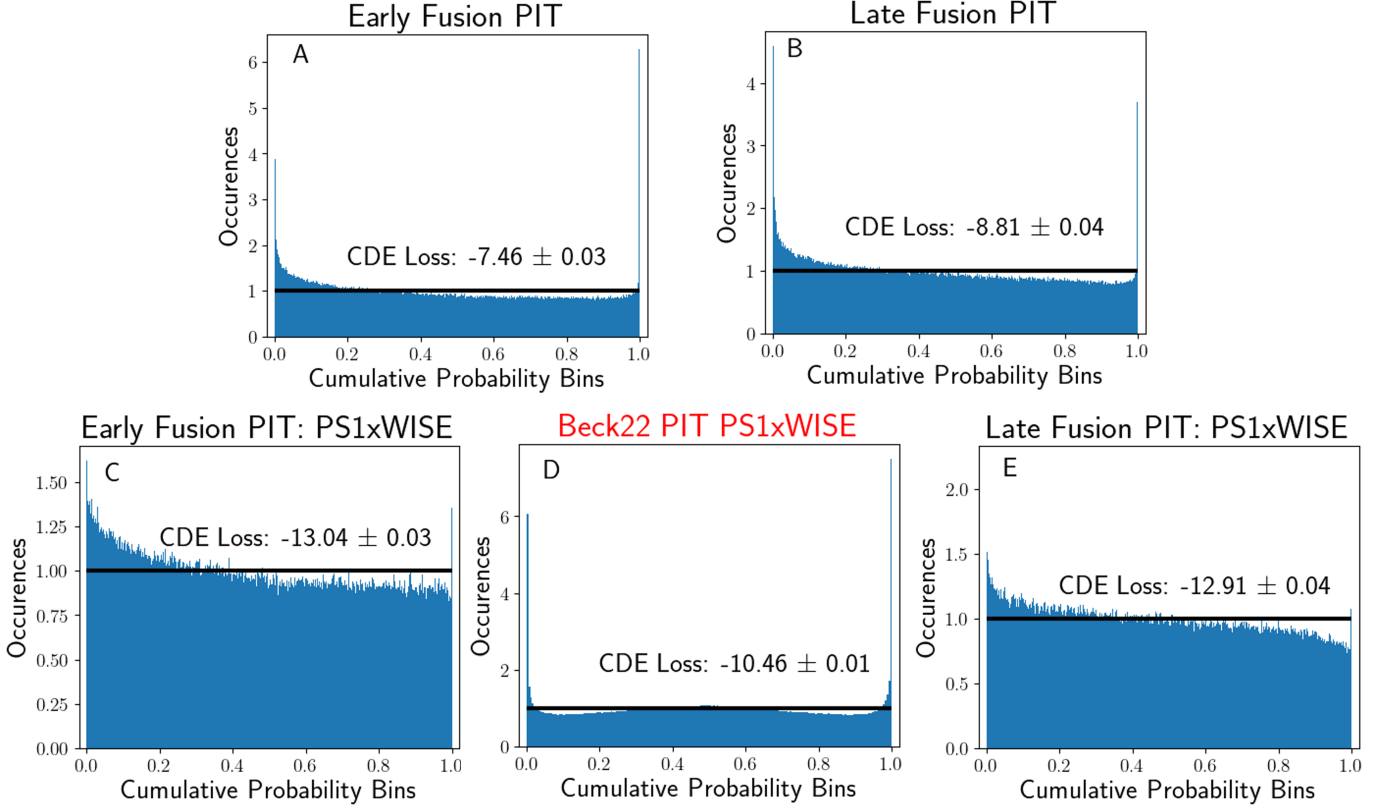 Early Fusion PIT
A
Occurences
6
5
4
3
2
1
0
CDE Loss: -7.46 ± 0.03
0.0 0.2 0.4 0.6 0.8 1.0
Cumulative Probability Bins
Late Fusion PIT
B
Occurences
4
3
2
1
0
CDE Loss: -8.81 ± 0.04
0.0 0.2 0.4 0.6 0.8 1.0
Cumulative Probability Bins
Early Fusion PIT: PS1xWISE
C
Occurences
1.50
1.25
1.00
0.75
0.50
0.25
0.00
CDE Loss: -13.04 ± 0.03
0.0 0.2 0.4 0.6 0.8 1.0
Cumulative Probability Bins
Beck22 PIT PS1xWISE
D
Occurences
6
4
2
0
CDE Loss: -10.46 ± 0.01
0.0 0.2 0.4 0.6 0.8 1.0
Cumulative Probability Bins
Late Fusion PIT: PS1xWISE
E
Occurences
2.0
1.5
1.0
0.5
0.0
CDE Loss: -12.91 ± 0.04
0.0 0.2 0.4 0.6 0.8 1.0
Cumulative Probability Bins